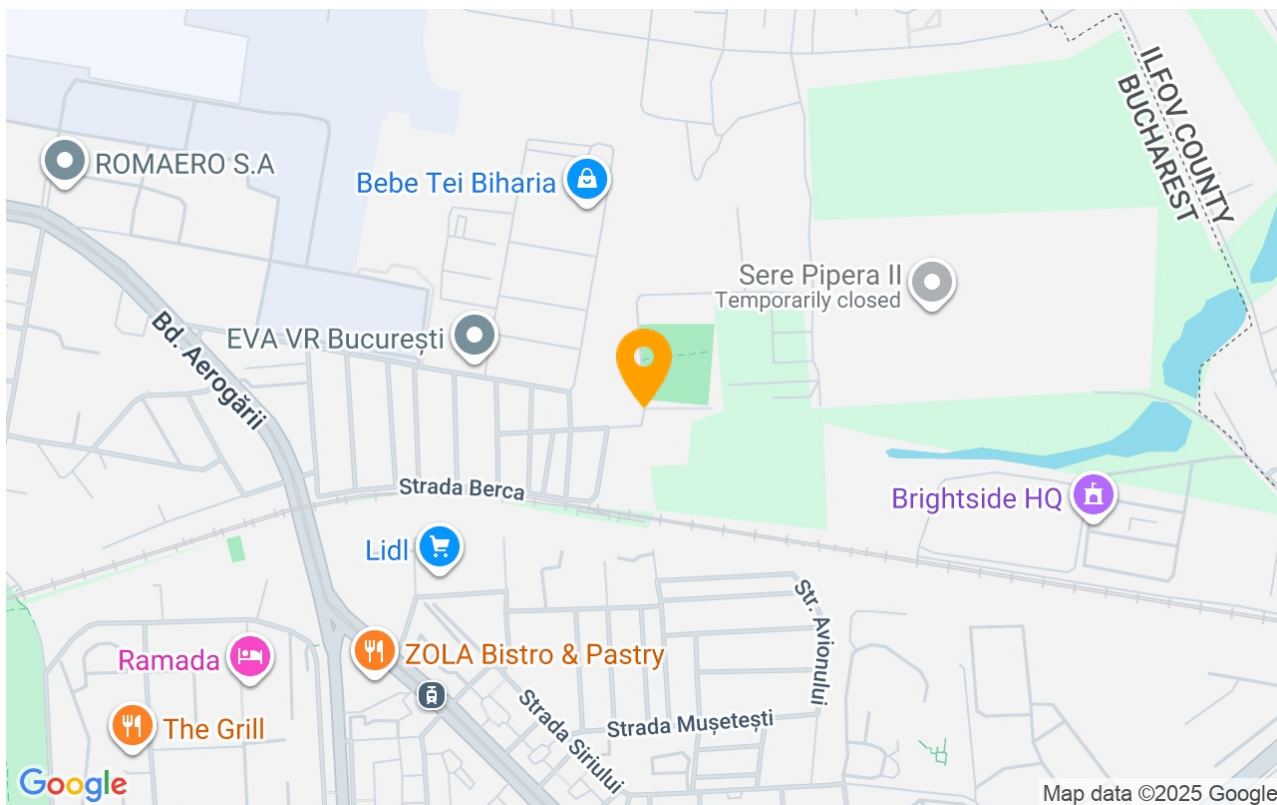 ILFOV COUNTY
BUCHAREST
ROMAERO S.A
Bebe Tei Biharia
Sere Pipera II
Temporarily closed
EVA VR București
Bd. Aerogării
Strada Berca
Brightside HQ
Lidl
Str. Avionului
Ramada
ZOLA Bistro & Pastry
The Grill
Strada Siriului
Strada Mușetești
Google
Map data ©2025 Google